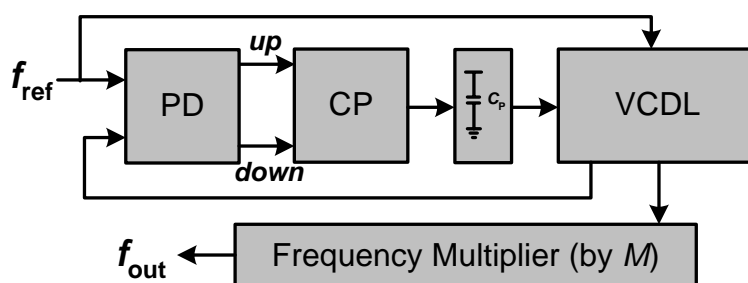 up
f_ref
PD
CP
C_P
VCDL
down
f_out
Frequency Multiplier (by M)